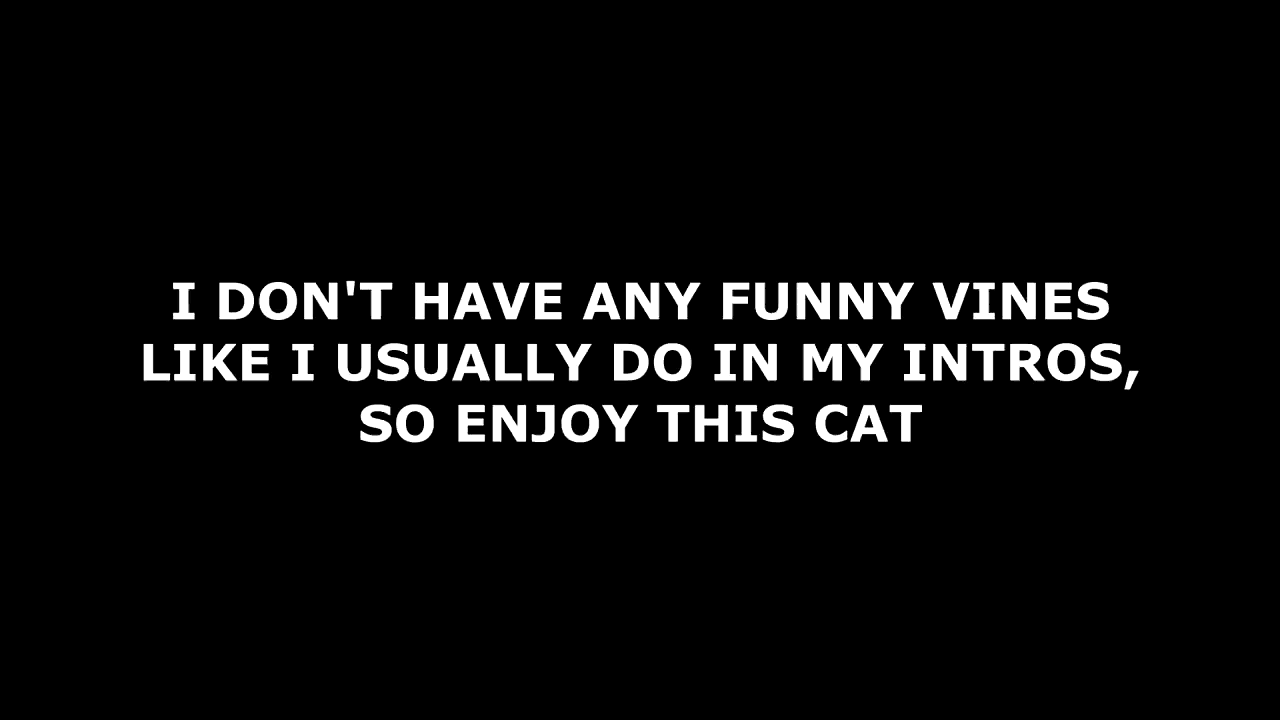 I DON'T HAVE ANY FUNNY VINES
LIKE I USUALLY DO IN MY INTROS,
SO ENJOY THIS CAT